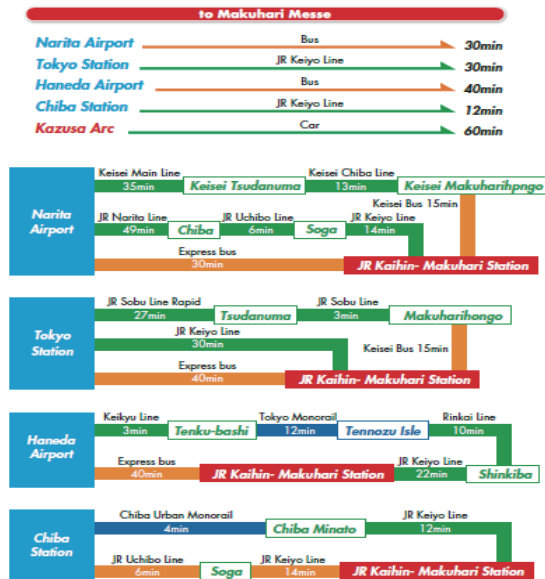 to Makuhari Messe
Narita Airport Bus 30min
Tokyo Station JR Keiyo Line 30min
Haneda Airport Bus 40min
Chiba Station JR Keiyo Line 12min
Kazusa Arc Car 60min
Narita Airport
Keisei Main Line Keisei Chiba Line
35min Keisei Tsudanuma 13min Keisei Makuharihpngo
Keisei Bus 15min
JR Narita Line JR Uchibo Line JR Keiyo Line
49min Chiba 6min Soga 14min
Express bus
30min JR Kaihin- Makuhari Station
Tokyo Station
JR Sobu Line Rapid JR Sobu Line
27min Tsudanuma 3min Makuharihongo
JR Keiyo Line
30min Keisei Bus 15min
Express bus
40min JR Kaihin- Makuhari Station
Haneda Airport
Keikyu Line Tokyo Monorail Rinkai Line
3min Tenku-bashi 12min Tennozu Isle 10min
Express bus JR Keiyo Line
40min JR Kaihin- Makuhari Station 22min Shinkiba
Chiba Station
Chiba Urban Monorail JR Keiyo Line
4min Chiba Minato 12min
JR Uchibo Line JR Keiyo Line
6min Soga 14min JR Kaihin- Makuhari Station